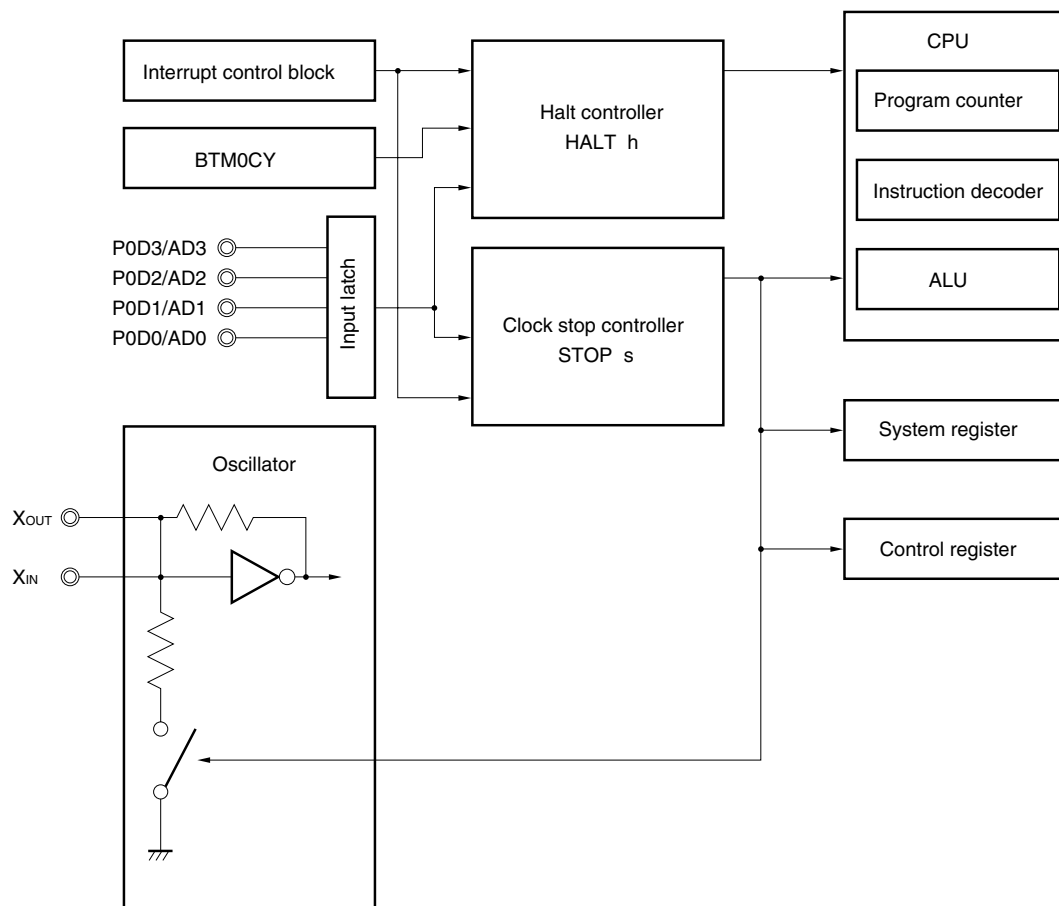 Interrupt control block
BTM0CY
P0D3/AD3
P0D2/AD2
P0D1/AD1
P0D0/AD0
Input latch
Halt controller
HALT h
Clock stop controller
STOP s
CPU
Program counter
Instruction decoder
ALU
System register
Control register
Oscillator
XOUT
XIN